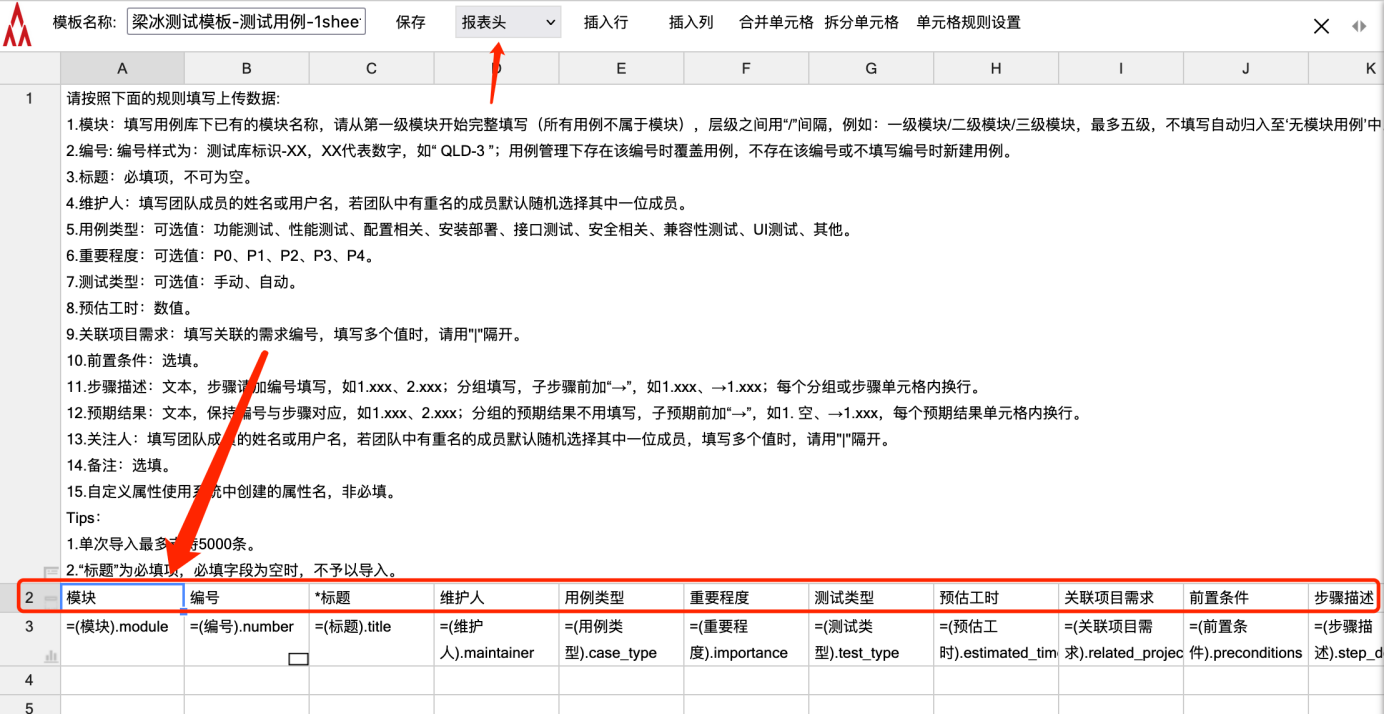 模板名称: 梁冰测试模板-测试用例-1shee 保存 报表头 插入行 插入列 合并单元格 拆分单元格 单元格规则设置
A B C D E F G H I J K
1 请按照下面的规则填写上传数据:
1.模块：填写用例库下已有的模块名称，请从第一级模块开始完整填写（所有用例不属于模块），层级之间用“/”间隔，例如：一级模块/二级模块/三级模块，最多五级，不填写自动归入至‘无模块用例’中
2.编号: 编号样式为：测试库标识-XX，XX代表数字，如“ QLD-3 ”；用例管理下存在该编号时覆盖用例，不存在该编号或不填写编号时新建用例。
3.标题：必填项，不可为空。
4.维护人：填写团队成员的姓名或用户名，若团队中有重名的成员默认随机选择其中一位成员。
5.用例类型：可选值：功能测试、性能测试、配置相关、安装部署、接口测试、安全相关、兼容性测试、UI测试、其他。
6.重要程度：可选值：P0、P1、P2、P3、P4。
7.测试类型：可选值：手动、自动。
8.预估工时：数值。
9.关联项目需求：填写关联的需求编号，填写多个值时，请用"|"隔开。
10.前置条件：选填。
11.步骤描述：文本，步骤请加编号填写，如1.xxx、2.xxx；分组填写，子步骤前加“→”，如1.xxx、→1.xxx；每个分组或步骤单元格内换行。
12.预期结果：文本，保持编号与步骤对应，如1.xxx、2.xxx；分组的预期结果不用填写，子预期前加“→”，如1. 空、→1.xxx，每个预期结果单元格内换行。
13.关注人：填写团队成员的姓名或用户名，若团队中有重名的成员默认随机选择其中一位成员，填写多个值时，请用"|"隔开。
14.备注：选填。
15.自定义属性使用系统中创建的属性名，非必填。
Tips：
1.单次导入最多支持5000条。
2.“标题”为必填项，必填字段为空时，不予以导入。
2 模块 编号 *标题 维护人 用例类型 重要程度 测试类型 预估工时 关联项目需求 前置条件 步骤描述
3 =(模块).module =(编号).number =(标题).title =(维护 =(用例类 =(重要程 =(测试类 =(预估工 =(关联项目需 =(前置条 =(步骤描
人).maintainer 型).case_type 度).importance 型).test_type 时).estimated_tim 求).related_projec 件).preconditions 述).step_d
4
5